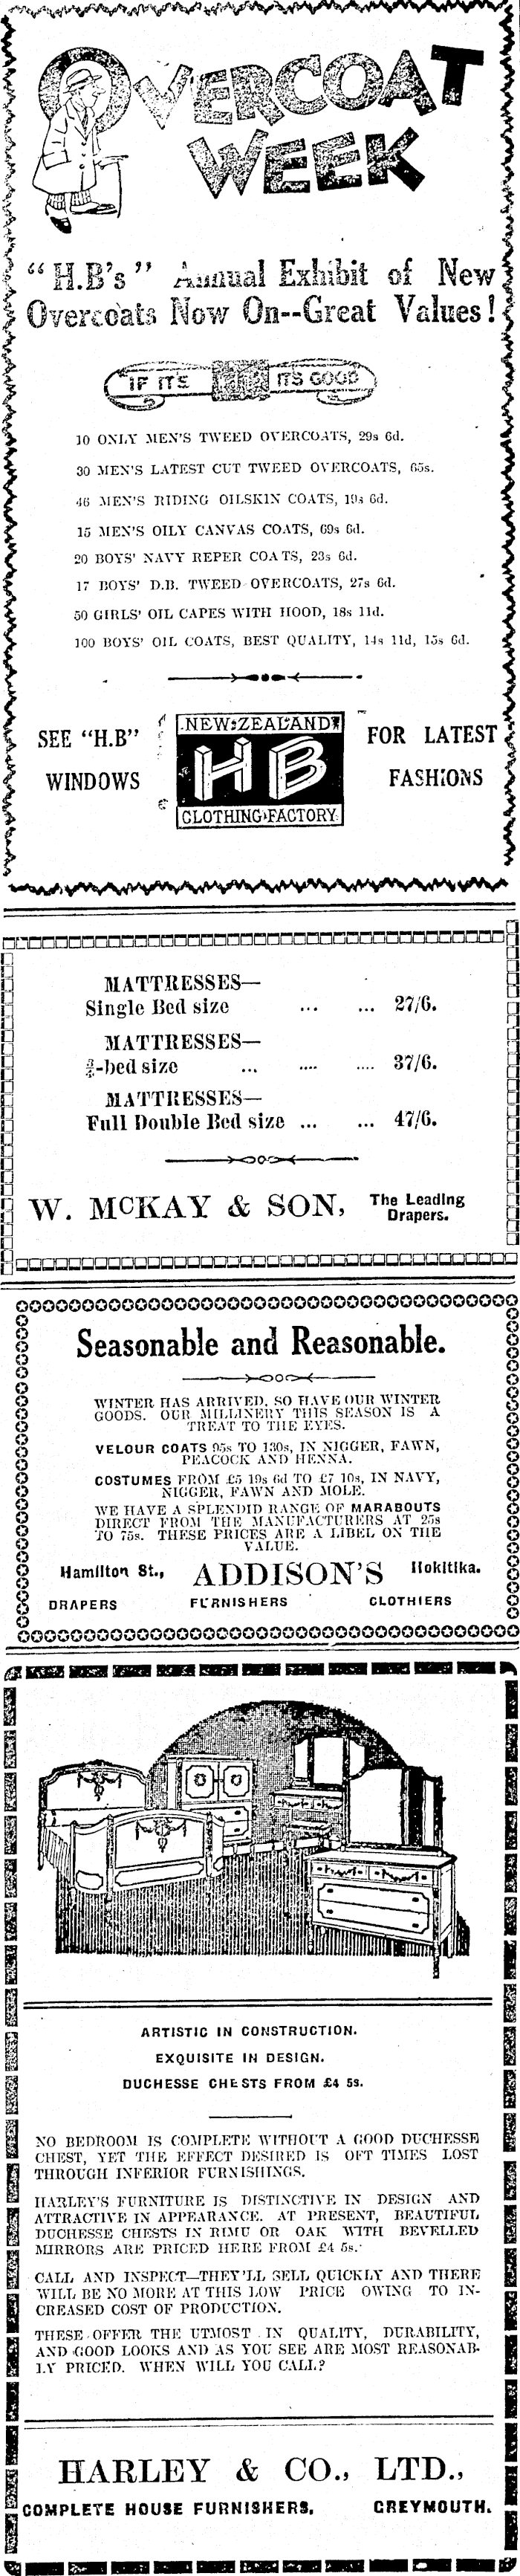 OVERCOAT
WEEK
"H.B's" Annual Exhibit of New
Overcoats Now On--Great Values!
IF IT'S HB ITS GOOD
10 ONLY MEN'S TWEED OVERCOATS, 29s 6d.
30 MEN'S LATEST CUT TWEED OVERCOATS, 65s.
46 MEN'S RIDING OILSKIN COATS, 19s 6d.
15 MEN'S OILY CANVAS COATS, 69s 6d.
20 BOYS' NAVY REPER COATS, 23s 6d.
17 BOYS' D.B. TWEED OVERCOATS, 27s 6d.
50 GIRLS' OIL CAPES WITH HOOD, 18s 11d.
100 BOYS' OIL COATS, BEST QUALITY, 14s 11d, 15s 6d.
SEE "H.B"
WINDOWS
NEW ZEALAND
HB
CLOTHING FACTORY
FOR LATEST
FASHIONS
MATTRESSES—
Single Bed size ... ... 27/6.
MATTRESSES—
¾-bed size ... .... .... 37/6.
MATTRESSES—
Full Double Bed size ... ... 47/6.
W. McKAY & SON, The Leading
Drapers.
Seasonable and Reasonable.
WINTER HAS ARRIVED, SO HAVE OUR WINTER
GOODS. OUR MILLINERY THIS SEASON IS A
TREAT TO THE EYES.
VELOUR COATS 95s TO 130s, IN NIGGER, FAWN,
PEACOCK AND HENNA.
COSTUMES FROM £5 19s 6d TO £7 10s, IN NAVY,
NIGGER, FAWN AND MOLE.
WE HAVE A SPLENDID RANGE OF MARABOUTS
DIRECT FROM THE MANUFACTURERS AT 25s
TO 75s. THESE PRICES ARE A LIBEL ON THE
VALUE.
Hamilton St., ADDISON'S Hokitika.
DRAPERS FURNISHERS CLOTHIERS
ARTISTIC IN CONSTRUCTION.
EXQUISITE IN DESIGN.
DUCHESSE CHESTS FROM £4 5s.
NO BEDROOM IS COMPLETE WITHOUT A GOOD DUCHESSE
CHEST, YET THE EFFECT DESIRED IS OFT TIMES LOST
THROUGH INFERIOR FURNISHINGS.
HARLEY'S FURNITURE IS DISTINCTIVE IN DESIGN AND
ATTRACTIVE IN APPEARANCE. AT PRESENT, BEAUTIFUL
DUCHESSE CHESTS IN RIMU OR OAK WITH BEVELLED
MIRRORS ARE PRICED HERE FROM £4 5s.
CALL AND INSPECT—THEY'LL SELL QUICKLY AND THERE
WILL BE NO MORE AT THIS LOW PRICE OWING TO IN-
CREASED COST OF PRODUCTION.
THESE OFFER THE UTMOST IN QUALITY, DURABILITY,
AND GOOD LOOKS AND AS YOU SEE ARE MOST REASONAB-
LY PRICED. WHEN WILL YOU CALL?
HARLEY & CO., LTD.,
COMPLETE HOUSE FURNISHERS, GREYMOUTH.